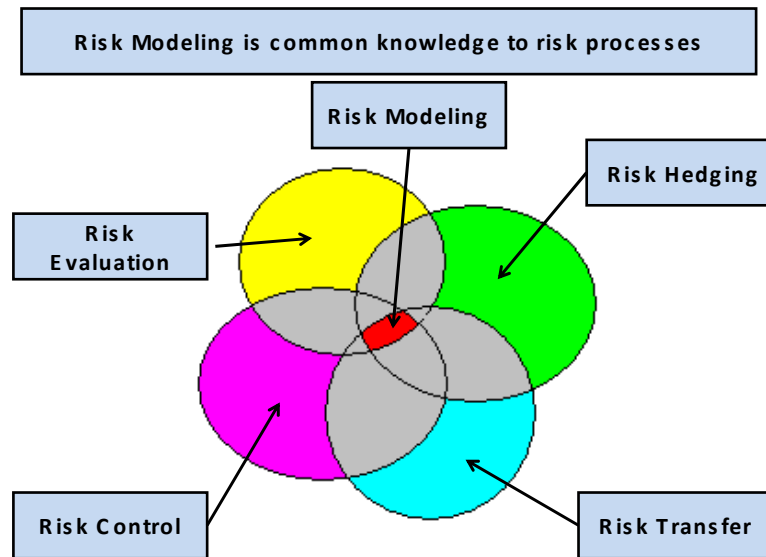 Risk Modeling is common knowledge to risk processes
Risk Modeling
Risk Hedging
Risk
Evaluation
Risk Control
Risk Transfer